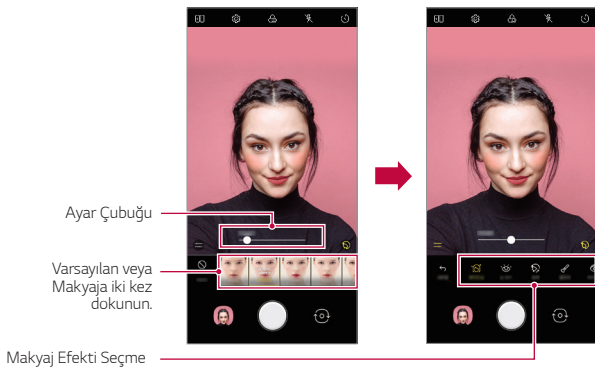 Ayar Çubuğu
Varsayılan veya
Makyaja iki kez
dokunun.
Makyaj Efekti Seçme